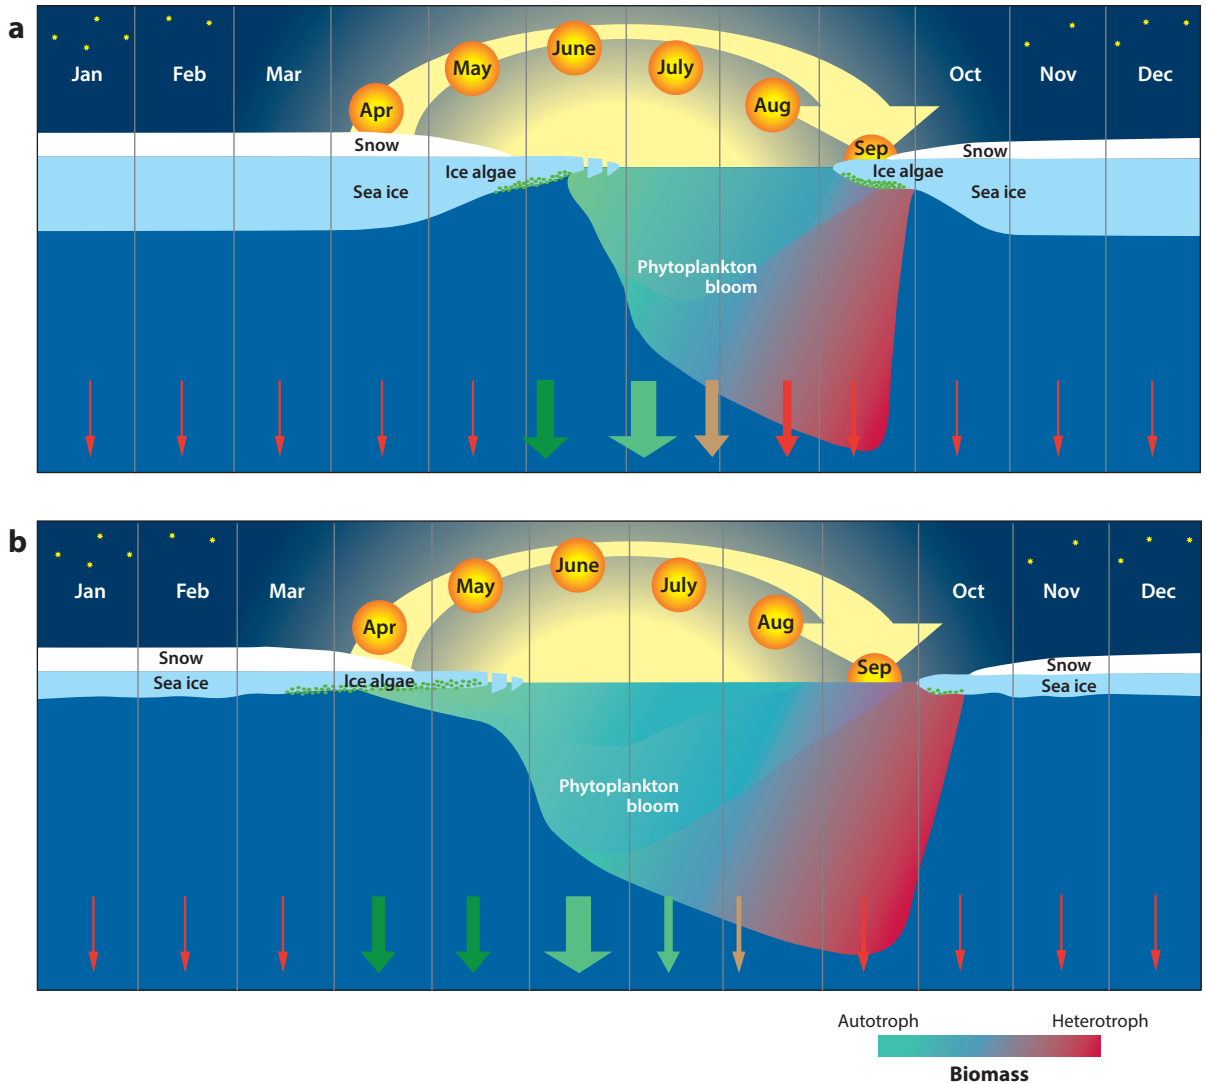 a
Jan
Feb
Mar
Apr
May
June
July
Aug
Sep
Oct
Nov
Dec
Snow
Snow
Ice algae
Ice algae
Sea ice
Sea ice
Phytoplankton
bloom
b
Jan
Feb
Mar
Apr
May
June
July
Aug
Sep
Oct
Nov
Dec
Snow
Snow
Sea ice
Ice algae
Sea ice
Phytoplankton
bloom
Autotroph
Heterotroph
Biomass